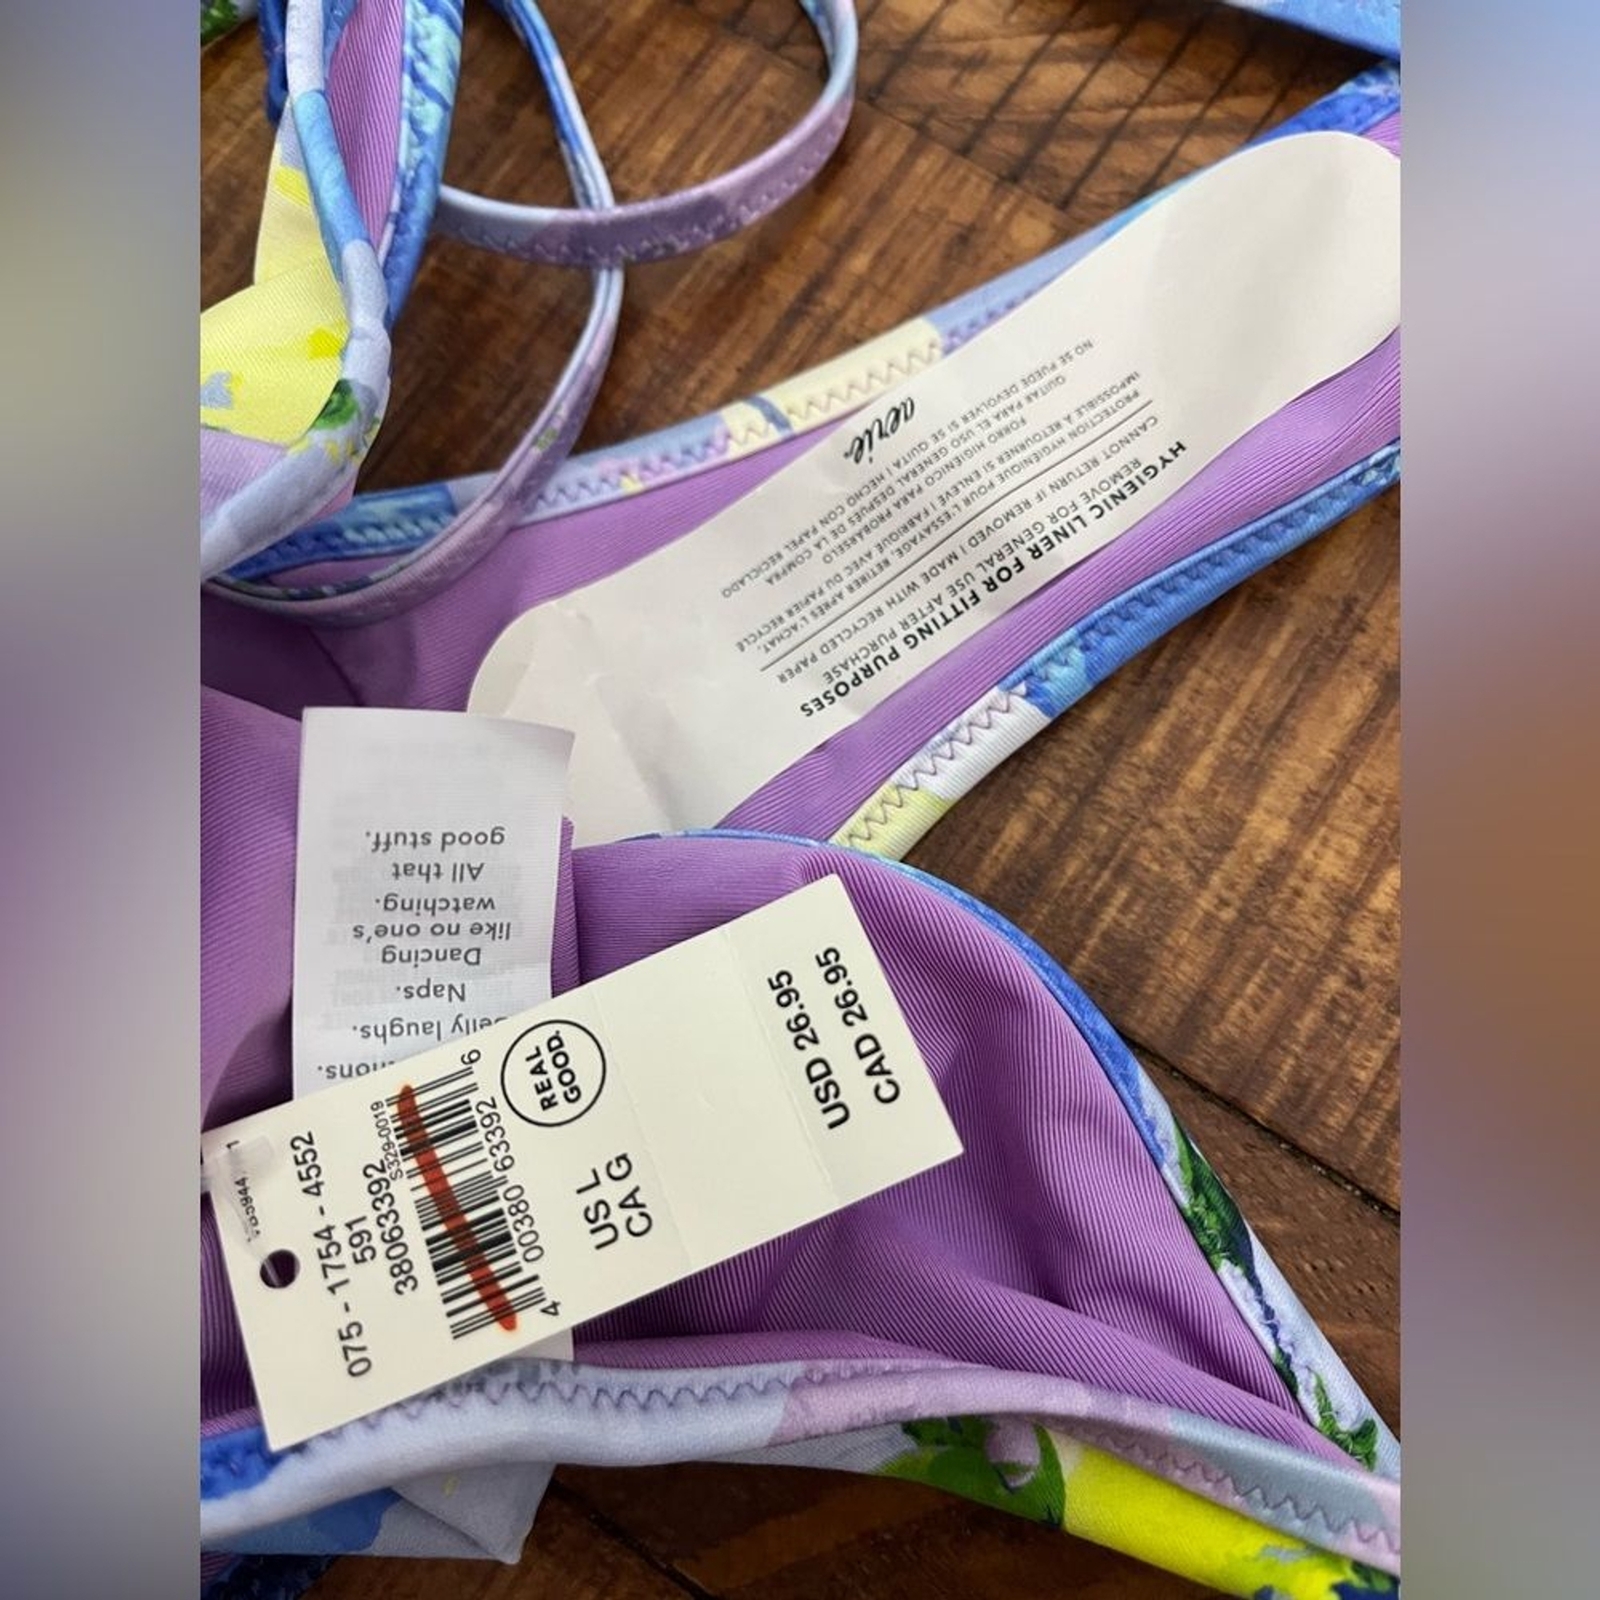 HYGIENIC LINER FOR FITTING PURPOSES
REMOVE FOR GENERAL USE AFTER PURCHASE
CANNOT RETURN IF REMOVED | MADE WITH RECYCLED PAPER
PROTECTION HYGIÉNIQUE POUR L'ESSAYAGE. RETIRER APRÈS L'ACHAT.
IMPOSSIBLE À RETOURNER SI ENLEVÉ | FABRIQUÉ AVEC DU PAPIER RECYCLÉ
FORRO HIGIÉNICO PARA PROBÁRSELO
QUITAR PARA EL USO GENERAL DESPUÉS DE LA COMPRA
NO SE PUEDE DEVOLVER SI SE QUITA | HECHO CON PAPEL RECICLADO
aerie
Belly laughs.
Naps.
Dancing
like no one's
watching.
All that
good stuff.
075 - 1754 - 4552
591
38063392
S329-0019
4 00380 63392 6
REAL
GOOD.
US L
CA G
USD 26.95
CAD 26.95